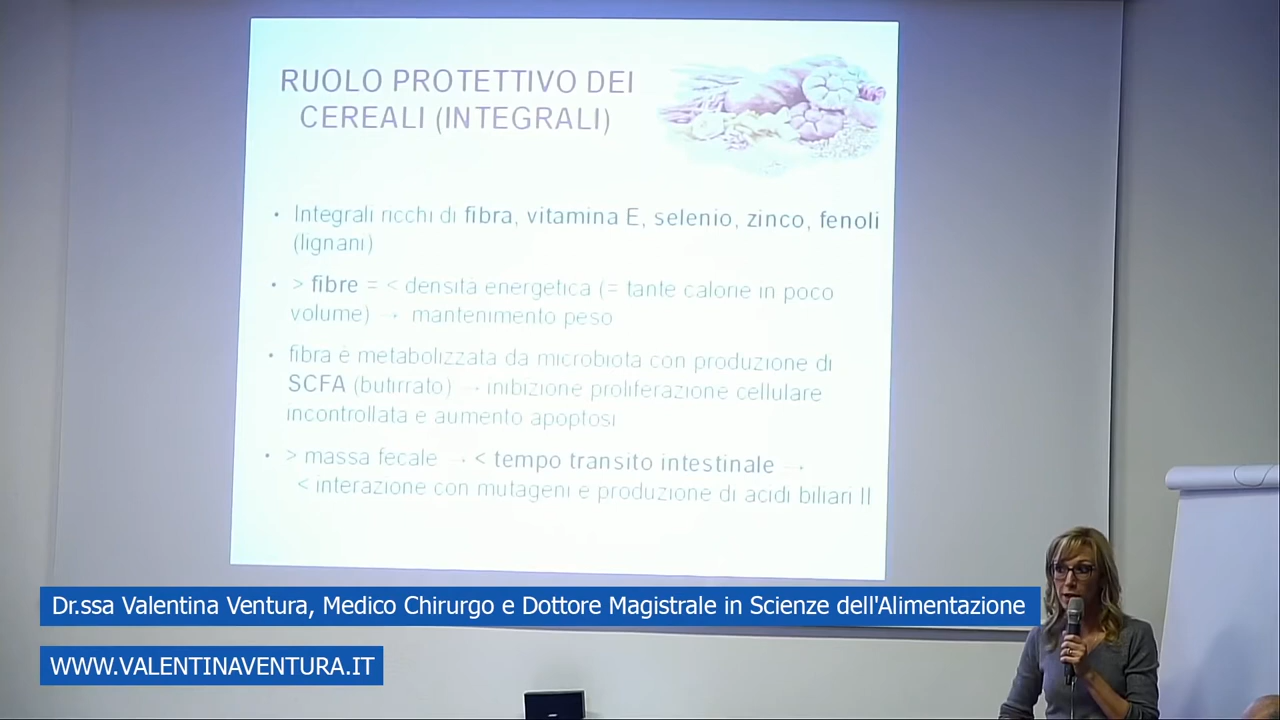 RUOLO PROTETTIVO DEI
CEREALI (INTEGRALI)
• Integrali ricchi di fibra, vitamina E, selenio, zinco, fenoli
(lignani)
• > fibre = < densità energetica (= tante calorie in poco
volume) → mantenimento peso
• fibra è metabolizzata da microbiota con produzione di
SCFA (butirrato) → inibizione proliferazione cellulare
incontrollata e aumento apoptosi
• > massa fecale → < tempo transito intestinale →
< interazione con mutageni e produzione di acidi biliari II
Dr.ssa Valentina Ventura, Medico Chirurgo e Dottore Magistrale in Scienze dell'Alimentazione
WWW.VALENTINAVENTURA.IT